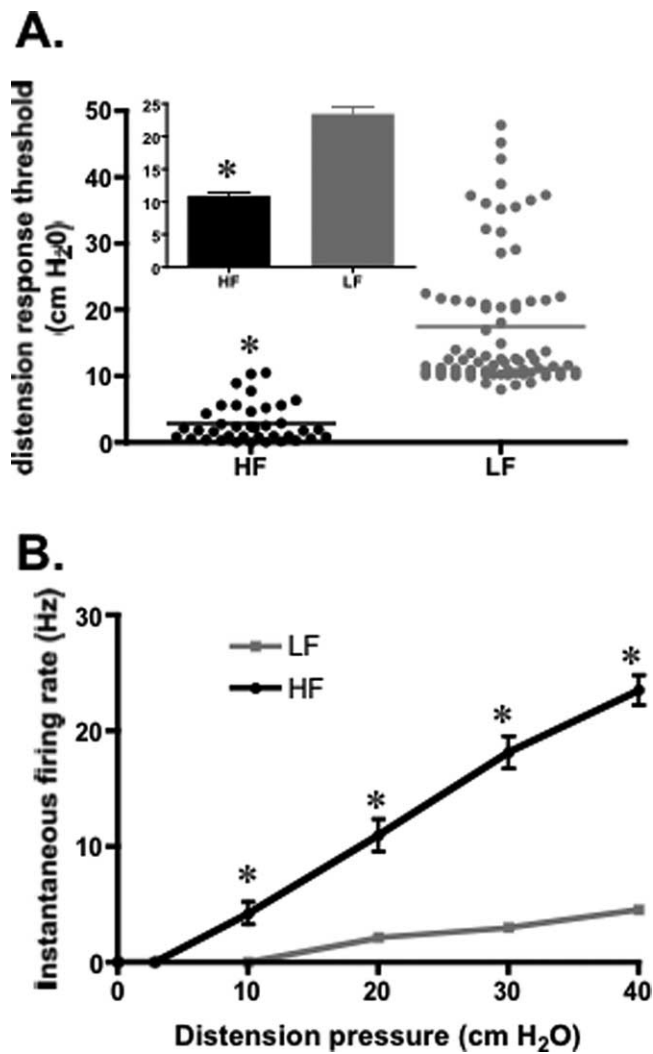 A.
distension response threshold
(cm H20)
50
40
30
20
10
0
25
20
15
10
5
0
*
HF
LF
*
HF
LF
B.
Instantaneous firing rate (Hz)
30
20
10
0
LF
HF
*
*
*
*
0
10
20
30
40
Distension pressure (cm H2O)